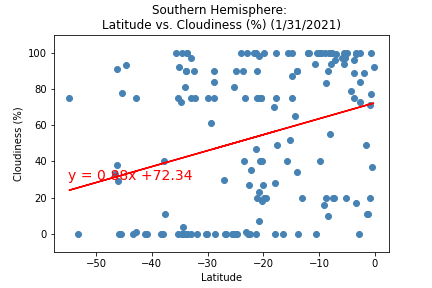 Southern Hemisphere:
Latitude vs. Cloudiness (%) (1/31/2021)
Cloudiness (%)
100
80
60
40
20
0
y = 0.88x +72.34
−50
−40
−30
−20
−10
0
Latitude